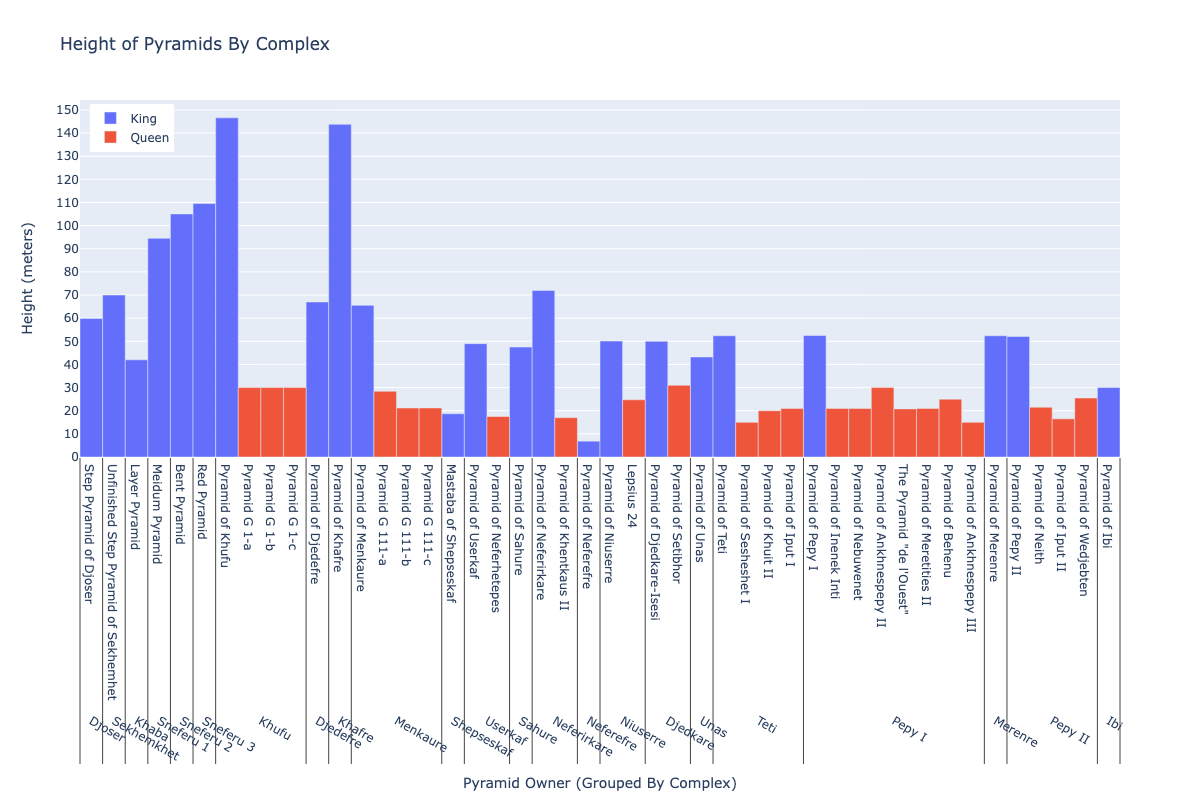 Height of Pyramids By Complex
King
Queen
Height (meters)
150
140
130
120
110
100
90
80
70
60
50
40
30
20
10
0
Step Pyramid of Djoser
Unfinished Step Pyramid of Sekhemhet
Layer Pyramid
Meidum Pyramid
Bent Pyramid
Red Pyramid
Pyramid of Khufu
Pyramid G 1-a
Pyramid G 1-b
Pyramid G 1-c
Pyramid of Djedefre
Pyramid of Khafre
Pyramid of Menkaure
Pyramid G 111-a
Pyramid G 111-b
Pyramid G 111-c
Mastaba of Shepseskaf
Pyramid of Userkaf
Pyramid of Neferhetepes
Pyramid of Sahure
Pyramid of Neferirkare
Pyramid of Khentkaus II
Pyramid of Neferefre
Pyramid of Niuserre
Lepsius 24
Pyramid of Djedkare-Isesi
Pyramid of Setibhor
Pyramid of Unas
Pyramid of Teti
Pyramid of Sesheshet I
Pyramid of Khuit II
Pyramid of Iput I
Pyramid of Pepy I
Pyramid of Inenek Inti
Pyramid of Nebuwenet
Pyramid of Ankhnespepy II
The Pyramid "de l'Ouest"
Pyramid of Meretities II
Pyramid of Behenu
Pyramid of Ankhnespepy III
Pyramid of Merenre
Pyramid of Pepy II
Pyramid of Neith
Pyramid of Iput II
Pyramid of Wedjebten
Pyramid of Ibi
Djoser
Sekhemkhet
Khaba
Sneferu 1
Sneferu 2
Sneferu 3
Khufu
Djedefre
Khafre
Menkaure
Shepseskaf
Userkaf
Sahure
Neferirkare
Neferefre
Niuserre
Djedkare
Unas
Teti
Pepy I
Merenre
Pepy II
Ibi
Pyramid Owner (Grouped By Complex)